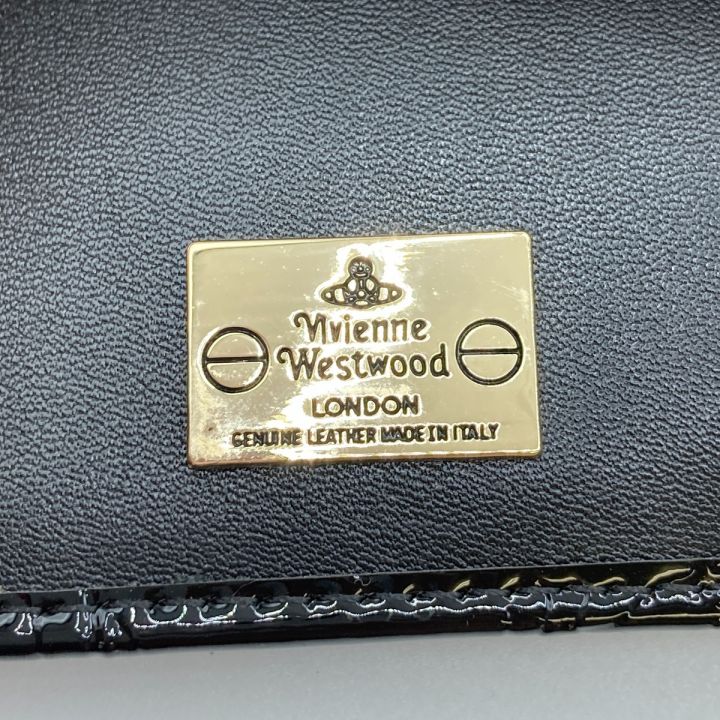 Vivienne
Westwood
LONDON
GENUINE LEATHER MADE IN ITALY